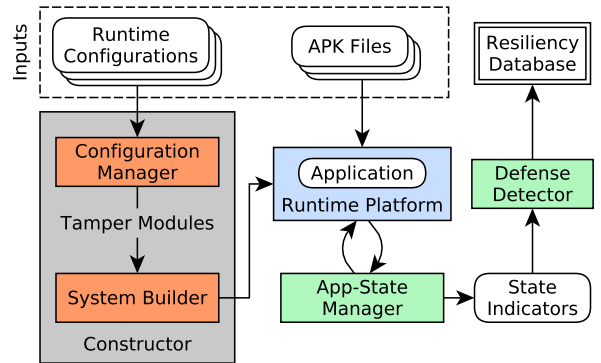 Inputs
Runtime
Configurations
APK Files
Resiliency
Database
Configuration
Manager
Application
Runtime Platform
Defense
Detector
Tamper Modules
System Builder
App-State
Manager
State
Indicators
Constructor